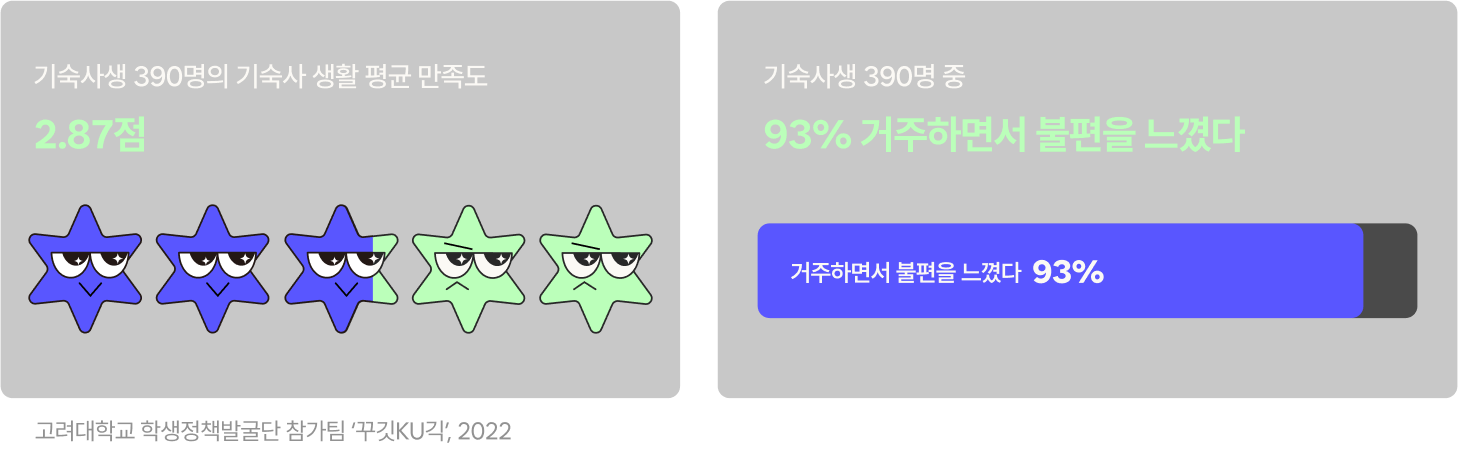 기숙사생 390명의 기숙사 생활 평균 만족도
2.87점
기숙사생 390명 중
93% 거주하면서 불편을 느꼈다
거주하면서 불편을 느꼈다 93%
고려대학교 학생정책발굴단 참가팀 ‘꾸깃KU긱’, 2022